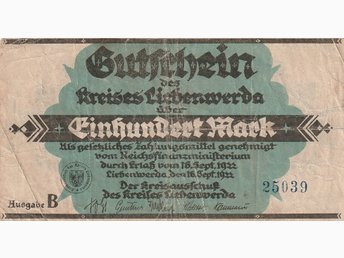 Gutschein
des
Kreises Liebenwerda
über
Einhundert Mark
Als gesetzliches Zahlungsmittel genehmigt
vom Reichsfinanzministerium
durch Erlaß vom 18. Sept. 1922
Liebenwerda, den 16. Sept. 1922
Der Kreisausschuß
des Kreises Liebenwerda
25039
Ausgabe B